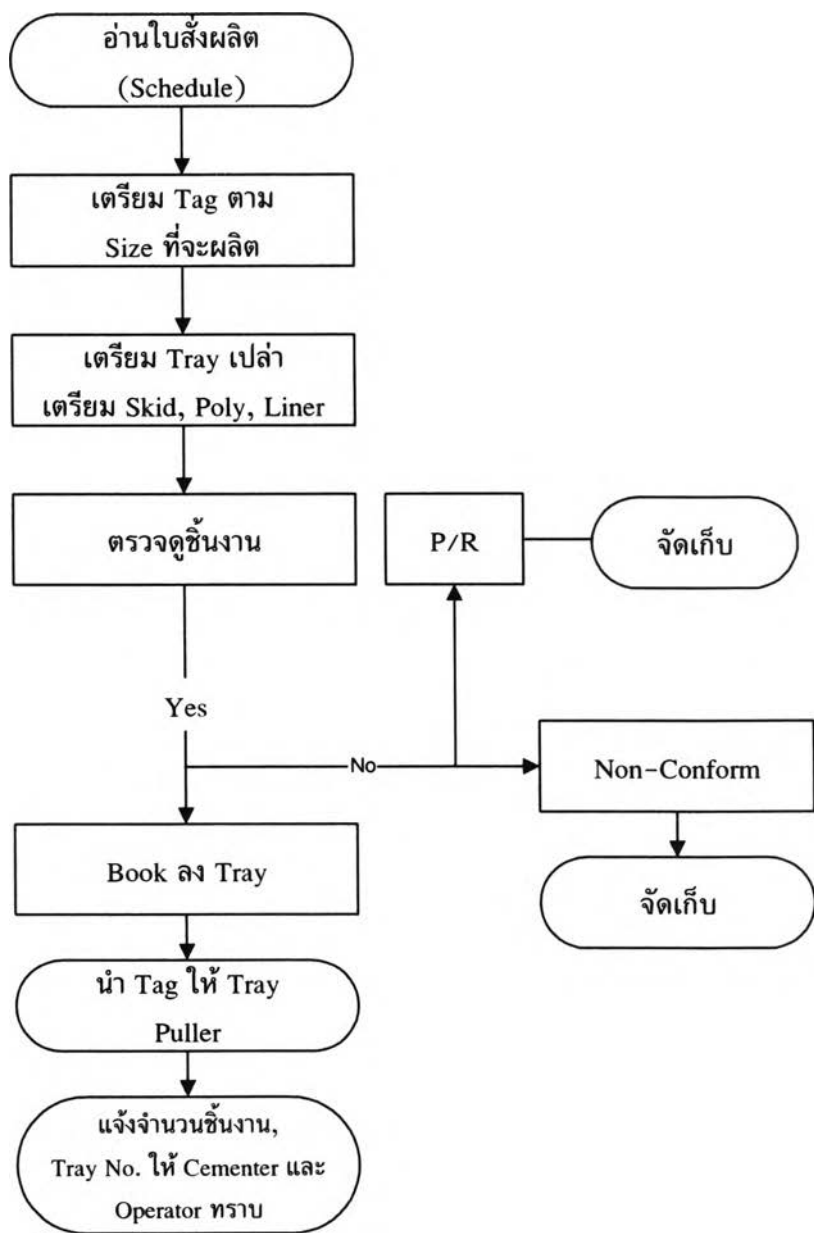 อ่านใบสั่งผลิต
(Schedule)
เตรียม Tag ตาม
Size ที่จะผลิต
เตรียม Tray เปล่า
เตรียม Skid, Poly, Liner
ตรวจดูชิ้นงาน
P/R
จัดเก็บ
Yes
No
Non-Conform
จัดเก็บ
Book ลง Tray
นำ Tag ให้ Tray
Puller
แจ้งจำนวนชิ้นงาน,
Tray No. ให้ Cementer และ
Operator ทราบ